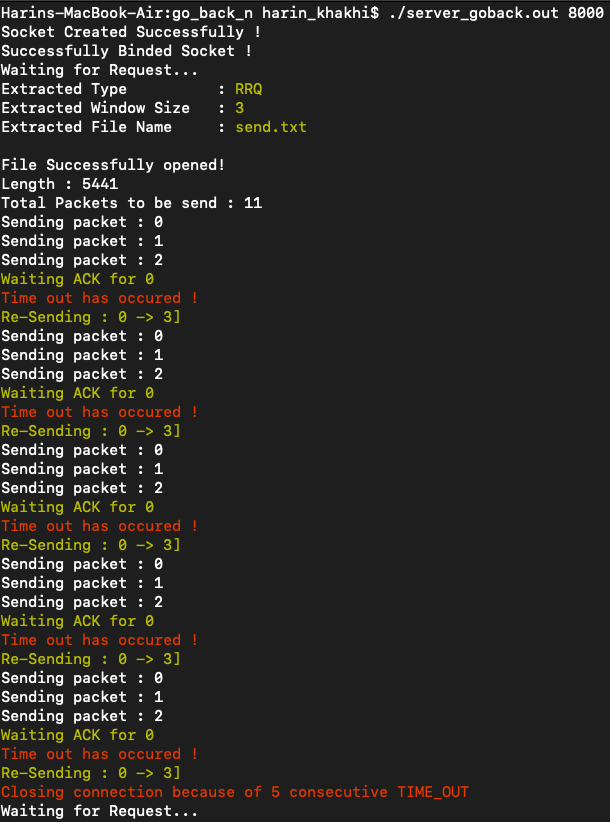 Harins-MacBook-Air:go_back_n harin_khakhi$ ./server_goback.out 8000
Socket Created Successfully !
Successfully Binded Socket !
Waiting for Request...
Extracted Type          : RRQ
Extracted Window Size   : 3
Extracted File Name     : send.txt

File Successfully opened!
Length : 5441
Total Packets to be send : 11
Sending packet : 0
Sending packet : 1
Sending packet : 2
Waiting ACK for 0
Time out has occured !
Re-Sending : 0 -> 3]
Sending packet : 0
Sending packet : 1
Sending packet : 2
Waiting ACK for 0
Time out has occured !
Re-Sending : 0 -> 3]
Sending packet : 0
Sending packet : 1
Sending packet : 2
Waiting ACK for 0
Time out has occured !
Re-Sending : 0 -> 3]
Sending packet : 0
Sending packet : 1
Sending packet : 2
Waiting ACK for 0
Time out has occured !
Re-Sending : 0 -> 3]
Sending packet : 0
Sending packet : 1
Sending packet : 2
Waiting ACK for 0
Time out has occured !
Re-Sending : 0 -> 3]
Closing connection because of 5 consecutive TIME_OUT
Waiting for Request...